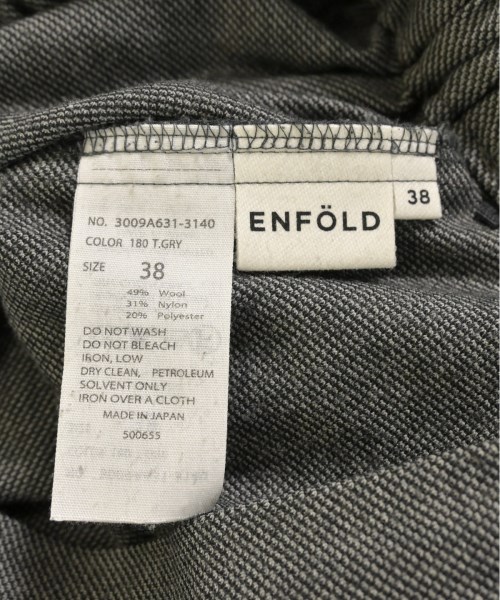 NO. 3009A631-3140
COLOR 180 T.GRY
SIZE 38
49% Wool
31% Nylon
20% Polyester
DO NOT WASH
DO NOT BLEACH
IRON, LOW
DRY CLEAN, PETROLEUM
SOLVENT ONLY
IRON OVER A CLOTH
MADE IN JAPAN
500655
ENFÖLD
38